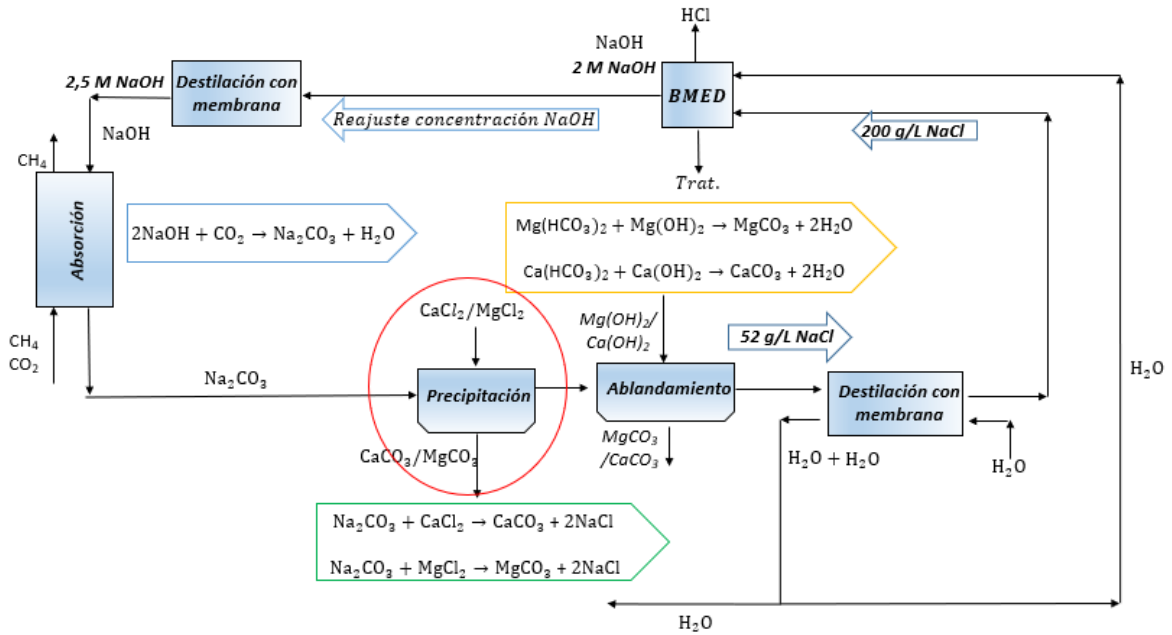 HCl
NaOH
2 M NaOH
BMED
Trat.
2,5 M NaOH
Destilación con
membrana
Reajuste concentración NaOH
200 g/L NaCl
NaOH
CH₄
Absorción
2NaOH + CO₂ → Na₂CO₃ + H₂O
CH₄
CO₂
Na₂CO₃
Mg(HCO₃)₂ + Mg(OH)₂ → MgCO₃ + 2H₂O
Ca(HCO₃)₂ + Ca(OH)₂ → CaCO₃ + 2H₂O
CaCl₂/MgCl₂
Precipitación
CaCO₃/MgCO₃
Mg(OH)₂/
Ca(OH)₂
52 g/L NaCl
Ablandamiento
MgCO₃
/CaCO₃
Destilación con
membrana
H₂O + H₂O
H₂O
H₂O
Na₂CO₃ + CaCl₂ → CaCO₃ + 2NaCl
Na₂CO₃ + MgCl₂ → MgCO₃ + 2NaCl
H₂O